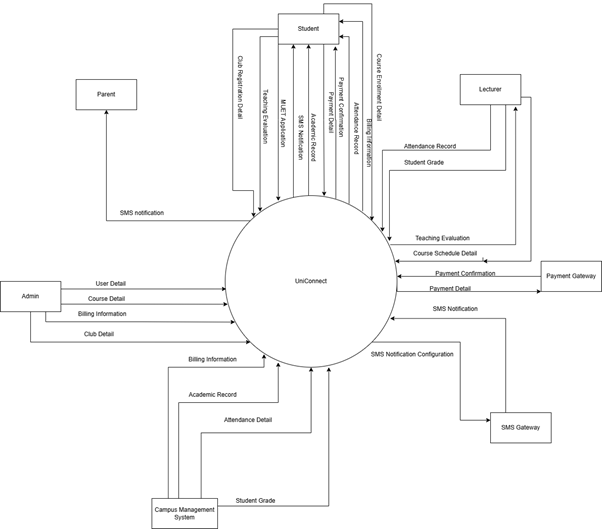 Student
Club Registration Detail
Teaching Evaluation
MUET Application
SMS Notification
Academic Record
Payment Detail
Payment Confirmation
Attendance Record
Billing Information
Course Enrollment Detail
Parent
Lecturer
Attendance Record
Student Grade
SMS notification
Teaching Evaluation
Course Schedule Detail
UniConnect
Payment Confirmation
Payment Gateway
Payment Detail
User Detail
Admin
Course Detail
Billing Information
Club Detail
SMS Notification
SMS Notification Configuration
Billing Information
Academic Record
Attendance Detail
SMS Gateway
Student Grade
Campus Management
System